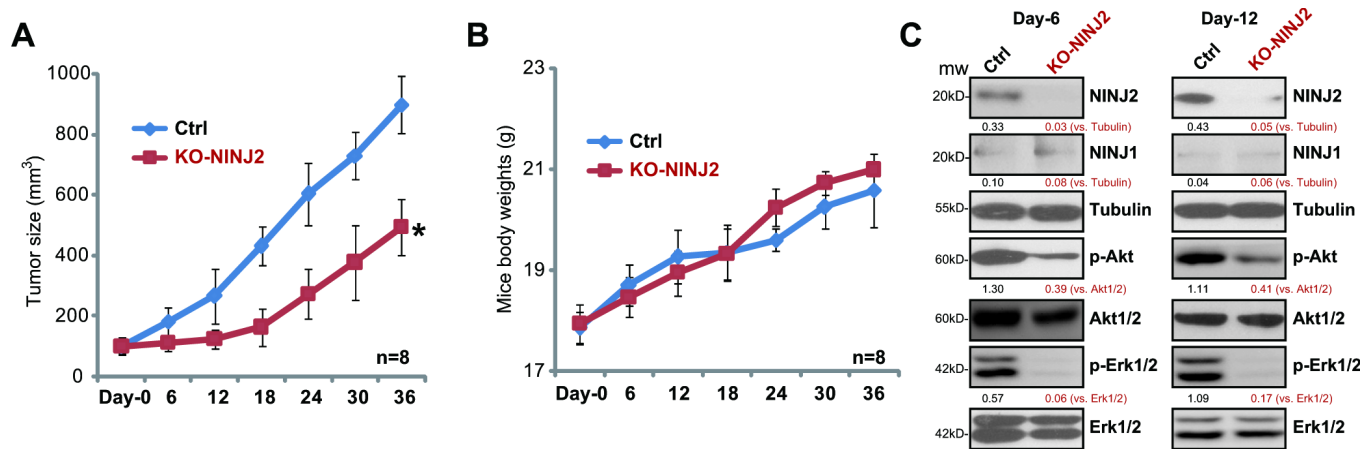 A
Tumor size (mm³)
1000
800
600
400
200
0
Ctrl
KO-NINJ2
*
n=8
Day-0 6 12 18 24 30 36
B
Mice body weights (g)
23
21
19
17
Ctrl
KO-NINJ2
n=8
Day-0 6 12 18 24 30 36
C
Day-6
mw Ctrl KO-NINJ2
20kD- NINJ2
0.33 0.03 (vs. Tubulin)
20kD- NINJ1
0.10 0.08 (vs. Tubulin)
55kD- Tubulin
60kD- p-Akt
1.30 0.39 (vs. Akt1/2)
60kD- Akt1/2
42kD- p-Erk1/2
0.57 0.06 (vs. Erk1/2)
42kD- Erk1/2
Day-12
Ctrl KO-NINJ2
NINJ2
0.43 0.05 (vs. Tubulin)
NINJ1
0.04 0.06 (vs. Tubulin)
Tubulin
p-Akt
1.11 0.41 (vs. Akt1/2)
Akt1/2
p-Erk1/2
1.09 0.17 (vs. Erk1/2)
Erk1/2